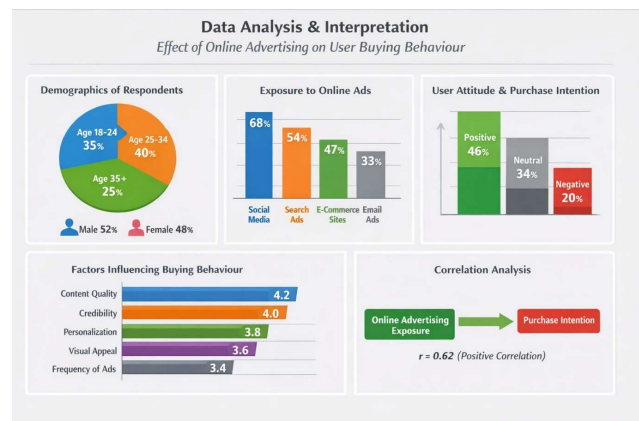 Data Analysis & Interpretation
Effect of Online Advertising on User Buying Behaviour
Demographics of Respondents
Age 18-24
35%
Age 25-34
40%
Age 35+
25%
Male 52%
Female 48%
Exposure to Online Ads
68%
54%
47%
33%
Social
Media
Search
Ads
E-Commerce
Sites
Email
Ads
User Attitude & Purchase Intention
Positive
46%
Neutral
34%
Negative
20%
Factors Influencing Buying Behaviour
Content Quality
4.2
Credibility
4.0
Personalization
3.8
Visual Appeal
3.6
Frequency of Ads
3.4
Correlation Analysis
Online Advertising
Exposure
Purchase Intention
r = 0.62 (Positive Correlation)